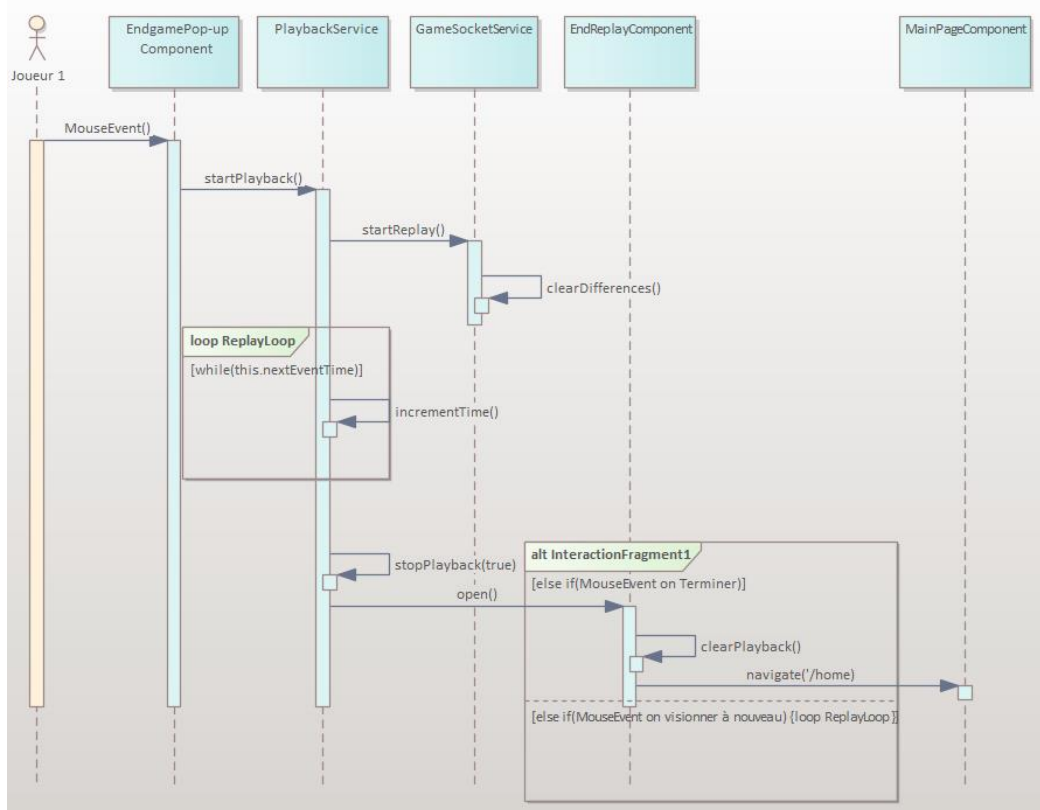 EndgamePop-up
Component
PlaybackService
GameSocketService
EndReplayComponent
MainPageComponent
Joueur 1
MouseEvent()
startPlayback()
startReplay()
clearDifferences()
loop ReplayLoop
[while(this.nextEventTime)]
incrementTime()
alt InteractionFragment1
stopPlayback(true)
[else if(MouseEvent on Terminer)]
open()
clearPlayback()
navigate('/home)
[else if(MouseEvent on visionner à nouveau) {loop ReplayLoop}]